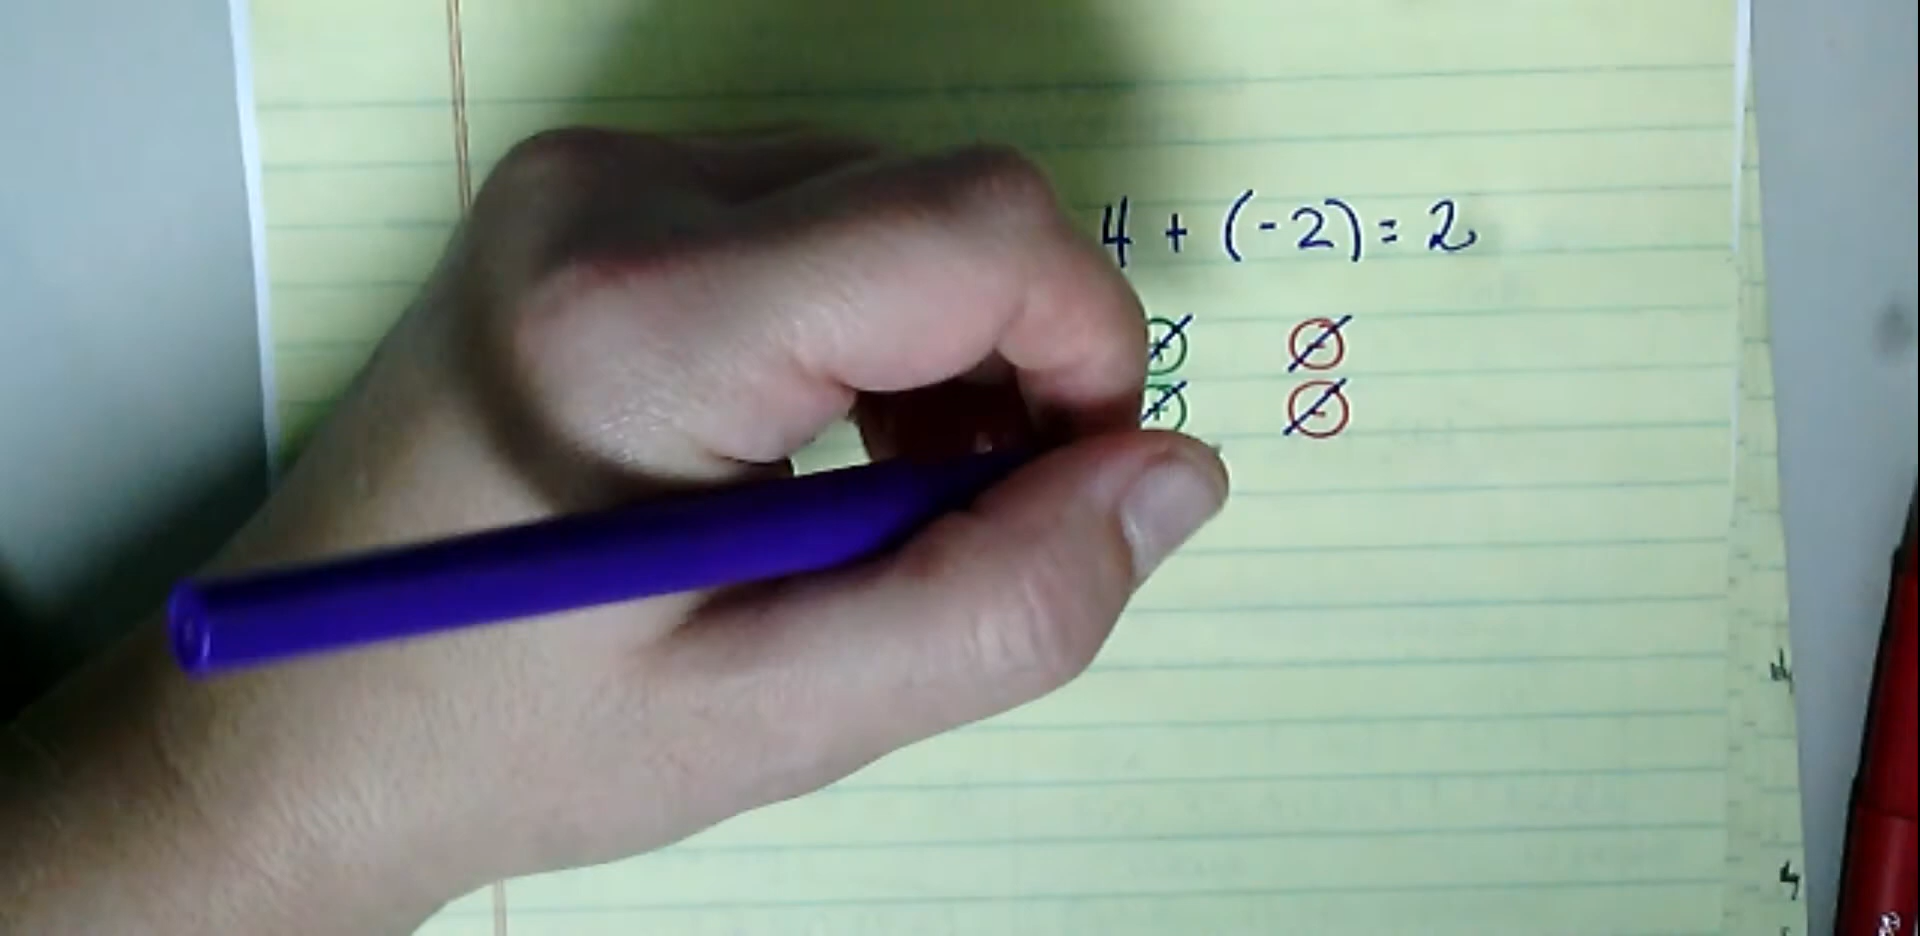 4 + (-2) = 2
+ -
+ -